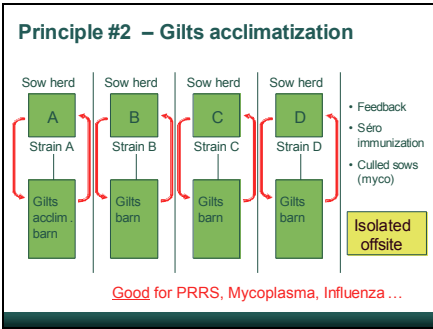 Principle #2 – Gilts acclimatization
Sow herd Sow herd Sow herd Sow herd
A B C D
Strain A Strain B Strain C Strain D
Gilts
acclim.
barn
Gilts
barn
Gilts
barn
Gilts
barn
• Feedback
• Séro
immunization
• Culled sows
(myco)
Isolated
offsite
Good for PRRS, Mycoplasma, Influenza ...